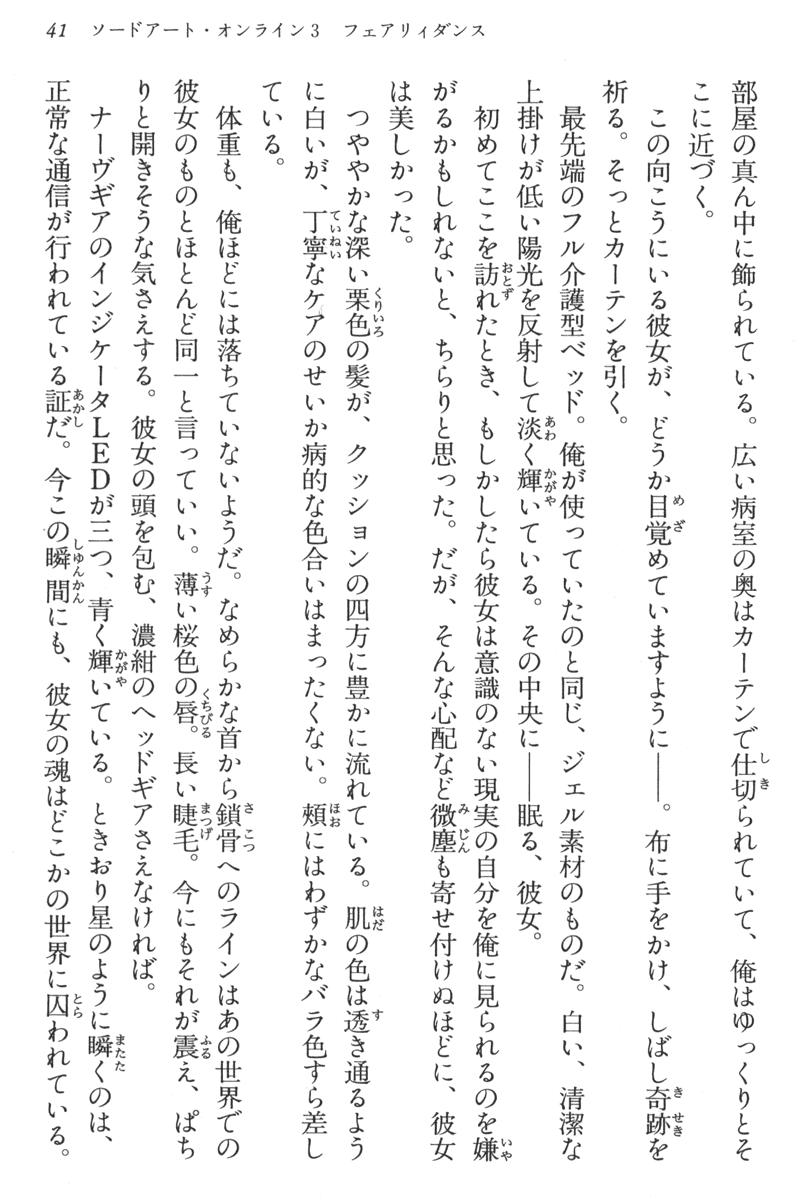 41 ソードアート・オンライン3 フェアリィダンス
部屋の真ん中に飾られている。広い病室の奥はカーテンで仕切られていて、俺はゆっくりとそ
こに近づく。
この向こうにいる彼女が、どうか目覚めていますように――。布に手をかけ、しばし奇跡を
祈る。そっとカーテンを引く。
最先端のフル介護型ベッド。俺が使っていたのと同じ、ジェル素材のものだ。白い、清潔な
上掛けが低い陽光を反射して淡く輝いている。その中央に――眠る、彼女。
初めてここを訪れたとき、もしかしたら彼女は意識のない現実の自分を俺に見られるのを嫌
がるかもしれないと、ちらりと思った。だが、そんな心配など微塵も寄せ付けぬほどに、彼女
は美しかった。
つややかな深い栗色の髪が、クッションの四方に豊かに流れている。肌の色は透き通るよう
に白いが、丁寧なケアのせいか病的な色合いはまったくない。頬にはわずかなバラ色すら差し
ている。
体重も、俺ほどには落ちていないようだ。なめらかな首から鎖骨へのラインはあの世界での
彼女のものとほとんど同一と言っていい。薄い桜色の唇。長い睫毛。今にもそれが震え、ぱち
りと開きそうな気さえする。彼女の頭を包む、濃紺のヘッドギアさえなければ。
ナーヴギアのインジケータLEDが三つ、青く輝いている。ときおり星のように瞬くのは、
正常な通信が行われている証だ。今この瞬間にも、彼女の魂はどこかの世界に囚われている。